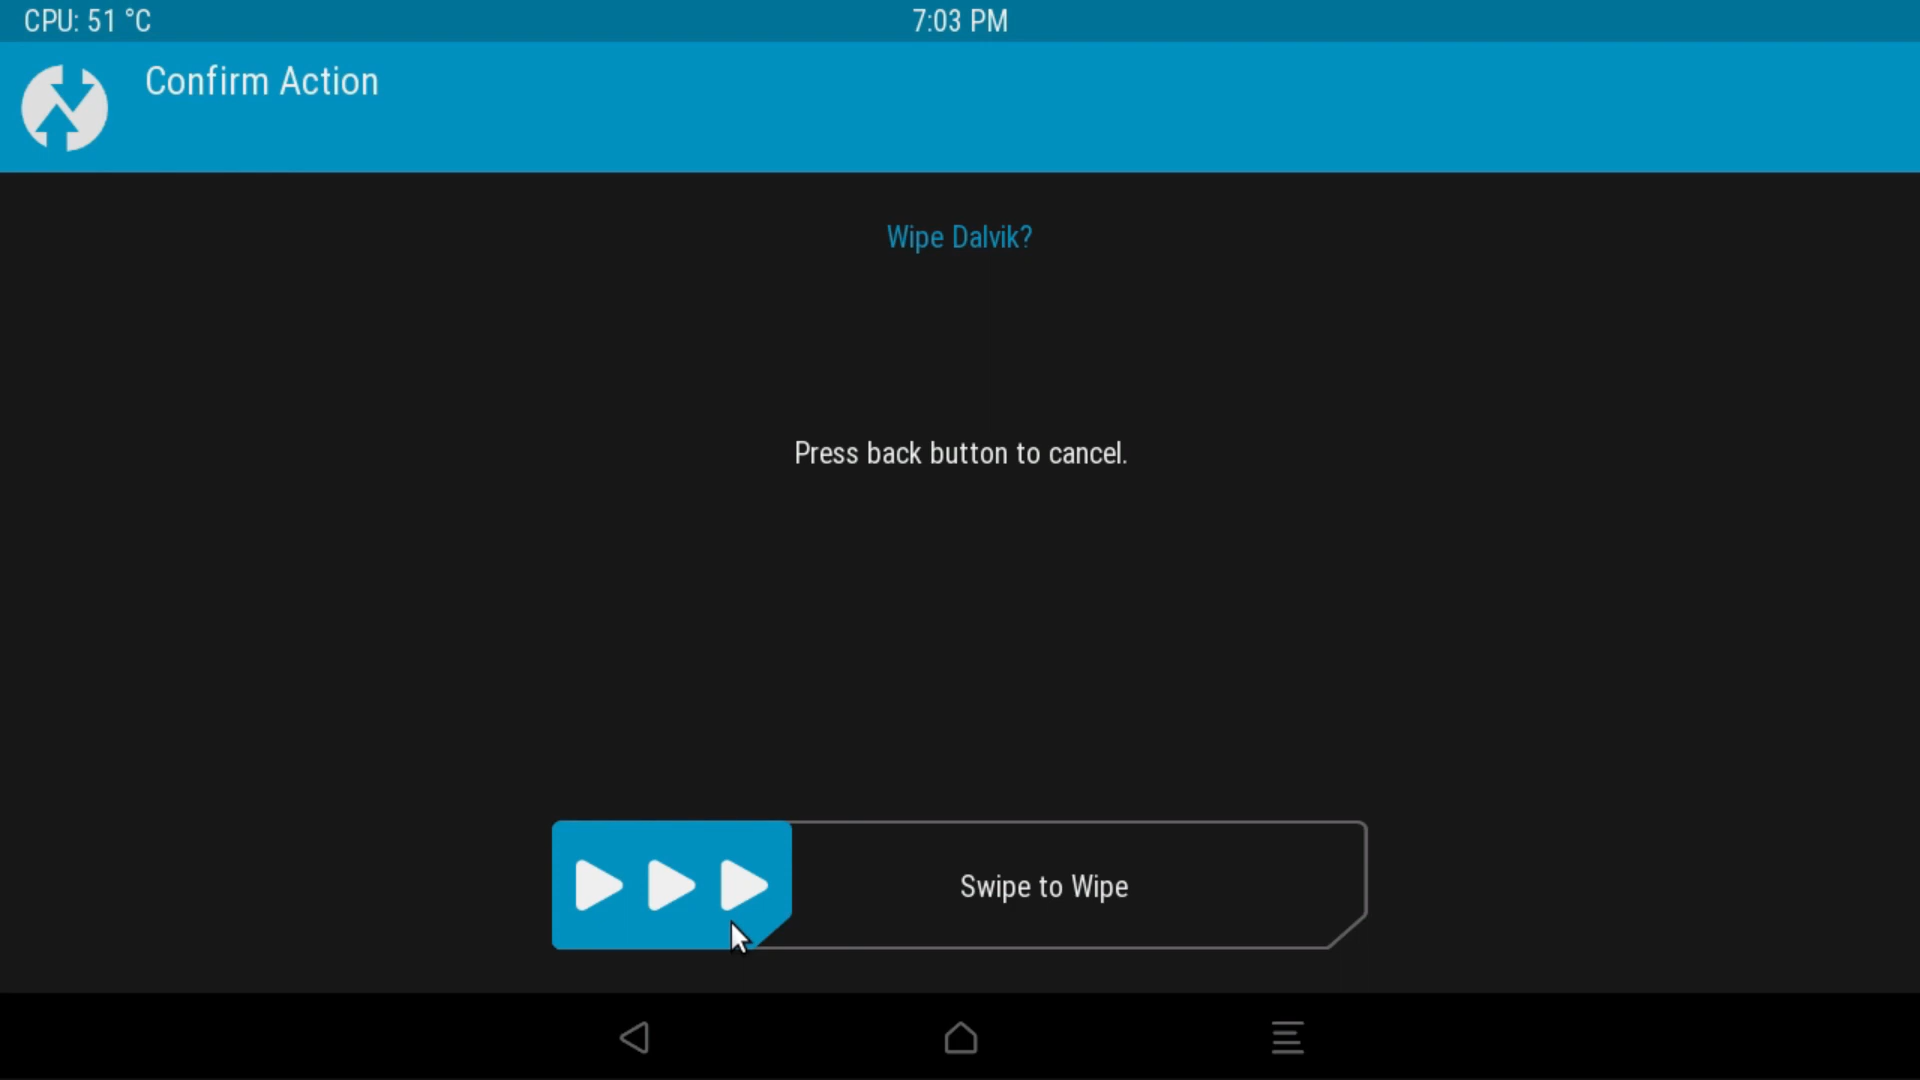 CPU: 51 °C
7:03 PM
Confirm Action
Wipe Dalvik?
Press back button to cancel.
Swipe to Wipe